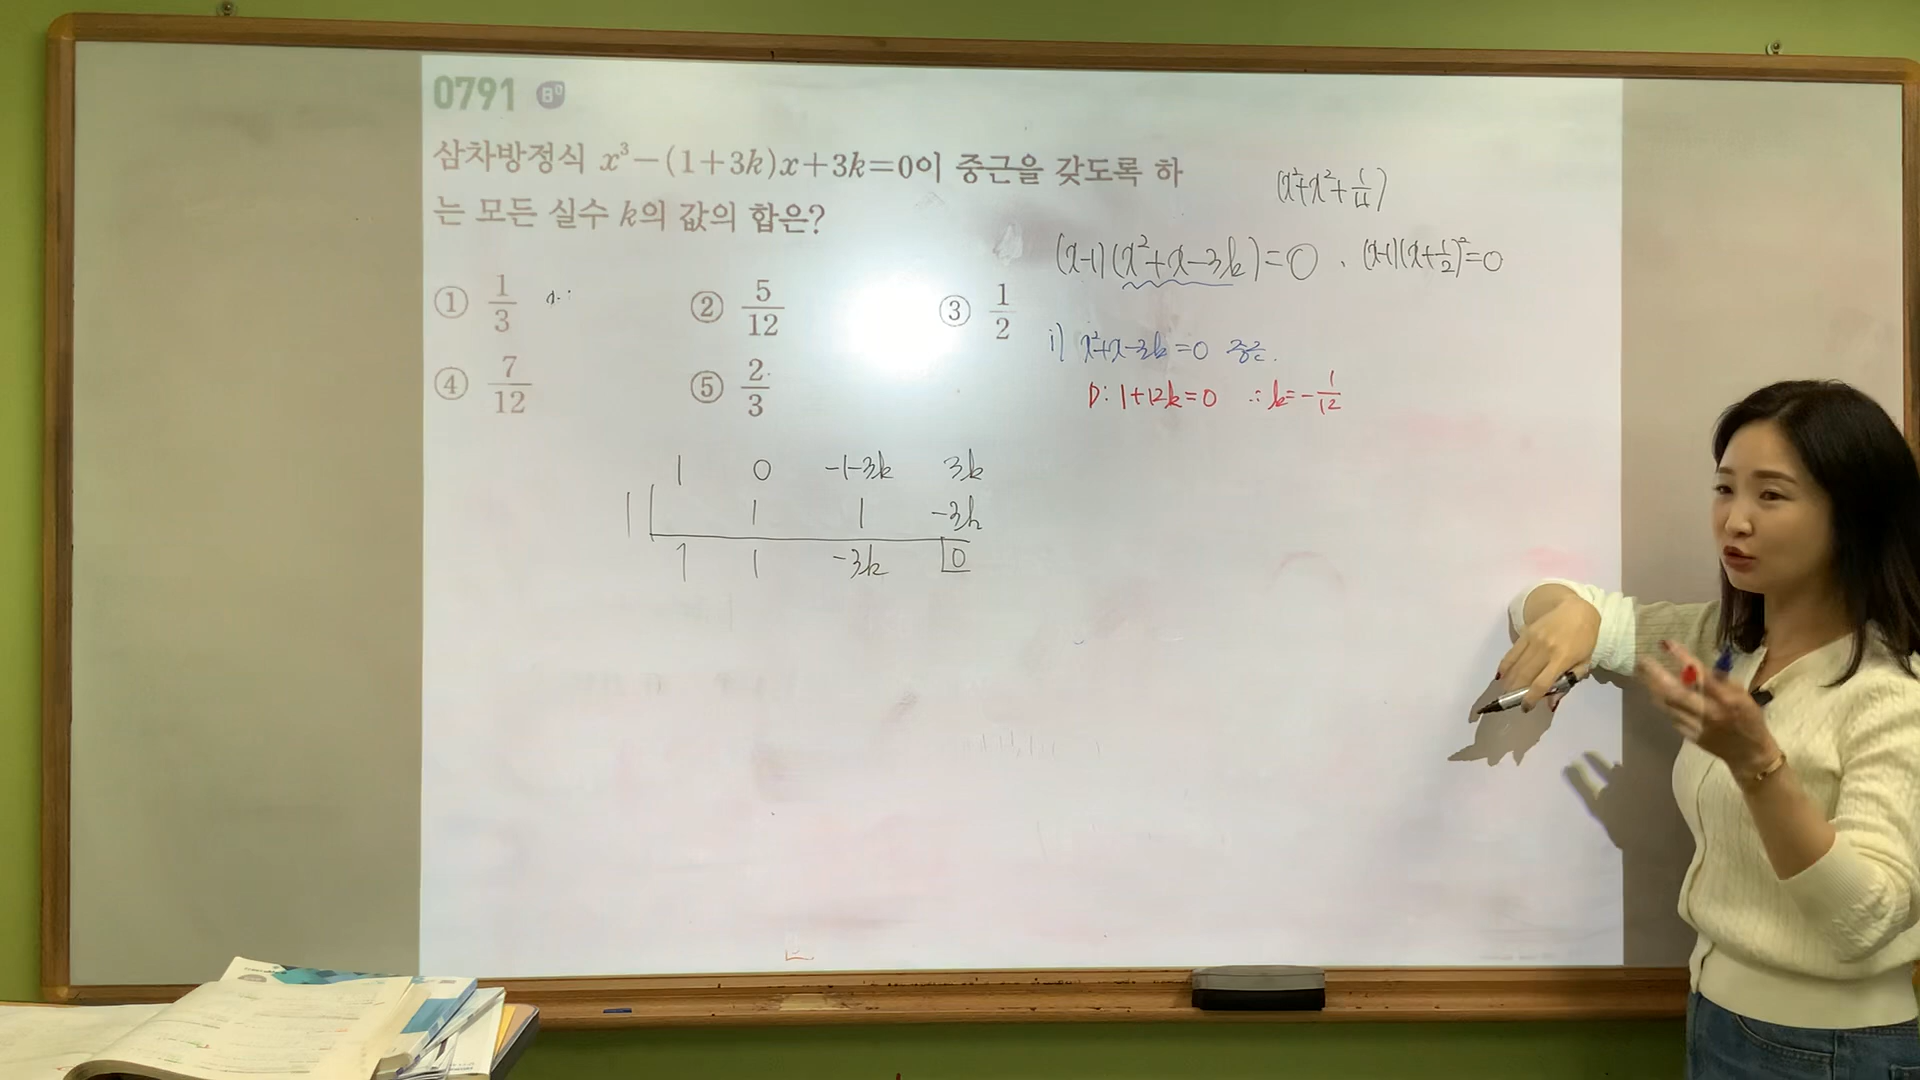 0791 B⁰
삼차방정식 x³-(1+3k)x+3k=0이 중근을 갖도록 하
는 모든 실수 k의 값의 합은?
① 1/3
② 5/12
③ 1/2
④ 7/12
⑤ 2/3
1 0 -1-3k 3k
1 1 1 -3k
1 1 -3k 0
(x-1)(x²+x-3k)=0, (x-1)(x+1/2)²=0
i) x²+x-3k=0 중근.
D: 1+12k=0 ∴ k=-1/12